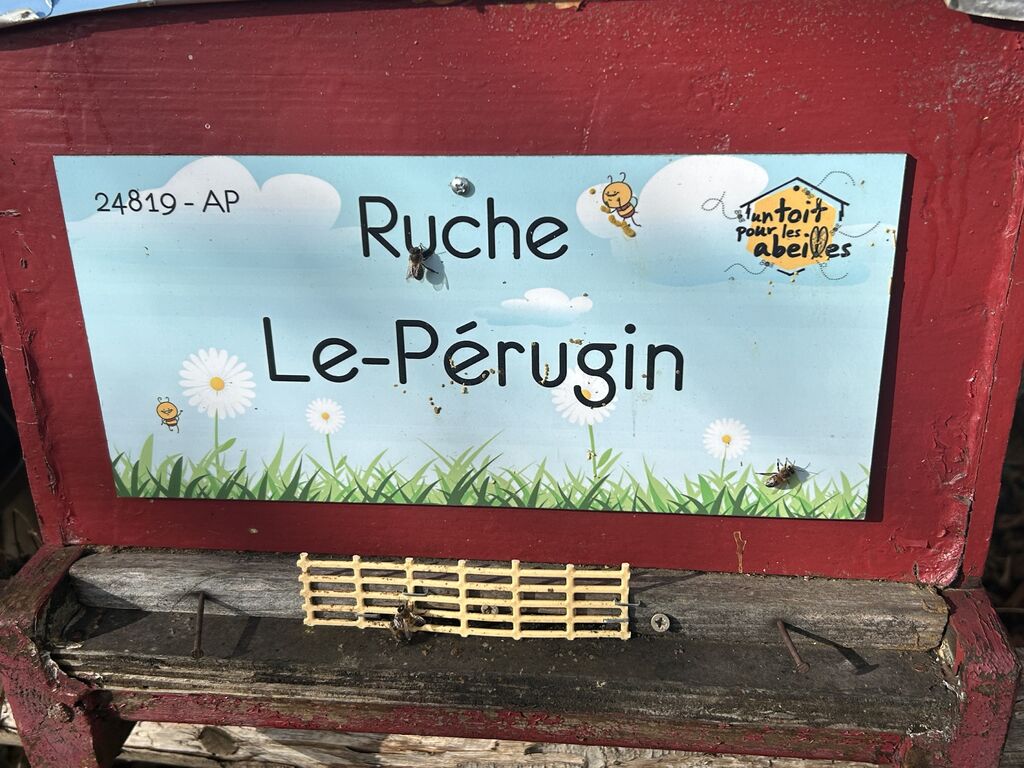 24819 - AP
Ruche
un toit
pour les
abeilles
Le-Pérugin